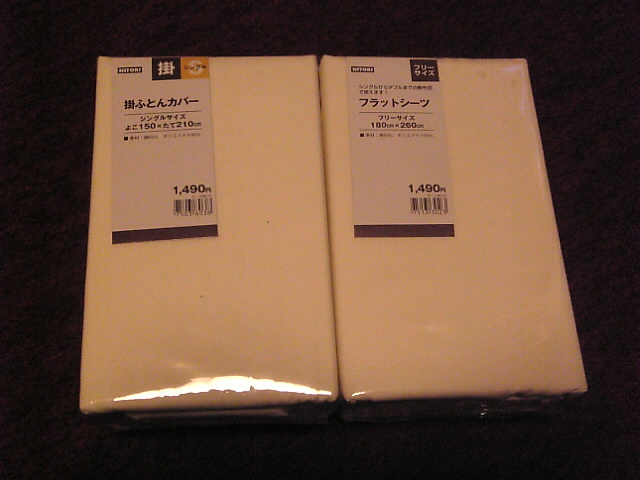 NITORI
掛
シングル
掛ふとんカバー
シングルサイズ
よこ150×たて210cm
1,490円
NITORI
フリー
サイズ
シングルからダブルまでの敷布団
で使えます!
フラットシーツ
フリーサイズ
180cm×260cm
1,490円